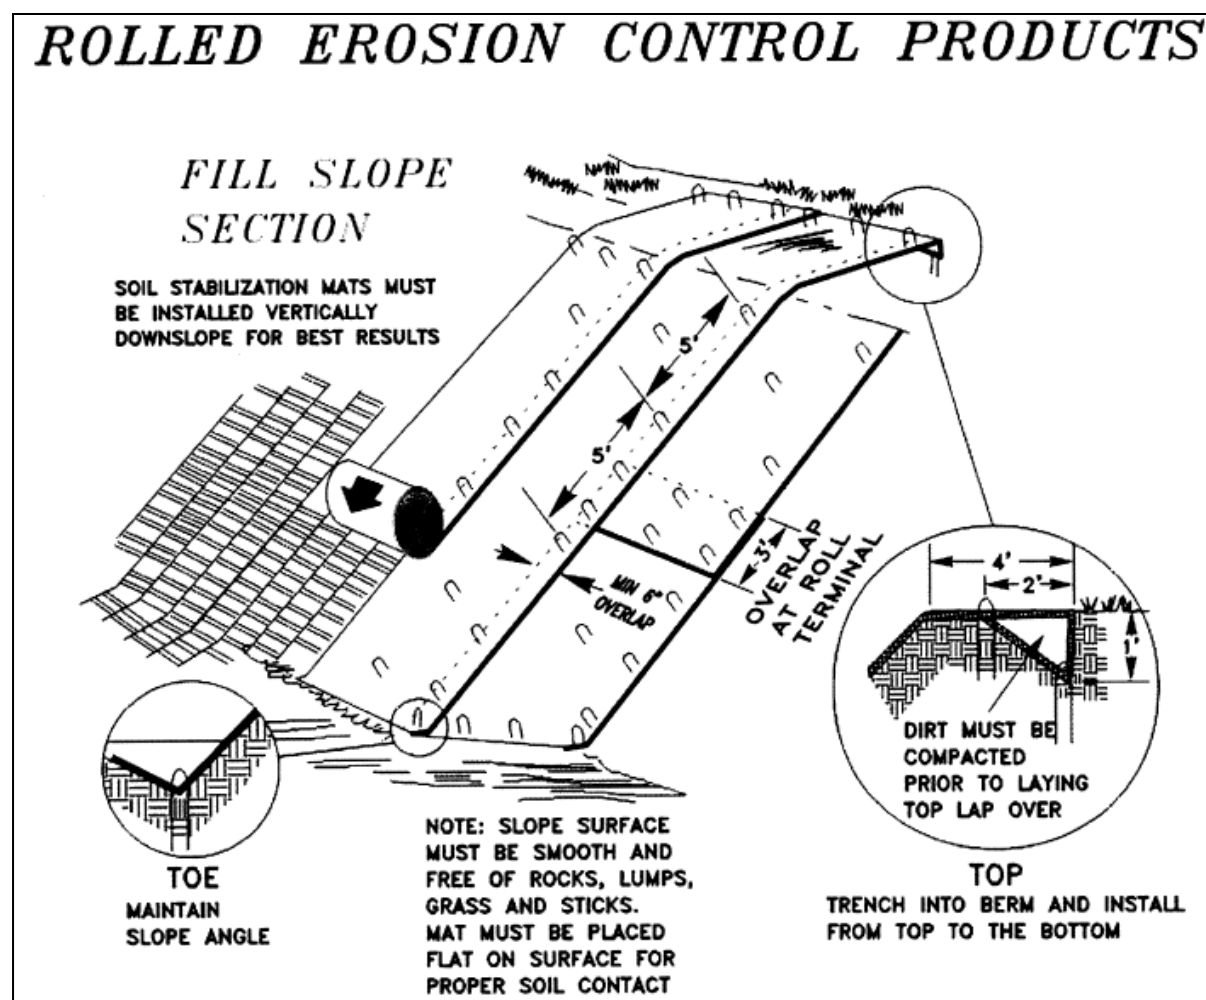 ROLLED EROSION CONTROL PRODUCTS
FILL SLOPE
SECTION
SOIL STABILIZATION MATS MUST
BE INSTALLED VERTICALLY
DOWNSLOPE FOR BEST RESULTS
5'
5'
MIN 6"
OVERLAP
3'
OVERLAP
AT ROLL
TERMINAL
4'
2'
1'
DIRT MUST BE
COMPACTED
PRIOR TO LAYING
TOP LAP OVER
TOP
TRENCH INTO BERM AND INSTALL
FROM TOP TO THE BOTTOM
TOE
MAINTAIN
SLOPE ANGLE
NOTE: SLOPE SURFACE
MUST BE SMOOTH AND
FREE OF ROCKS, LUMPS,
GRASS AND STICKS.
MAT MUST BE PLACED
FLAT ON SURFACE FOR
PROPER SOIL CONTACT